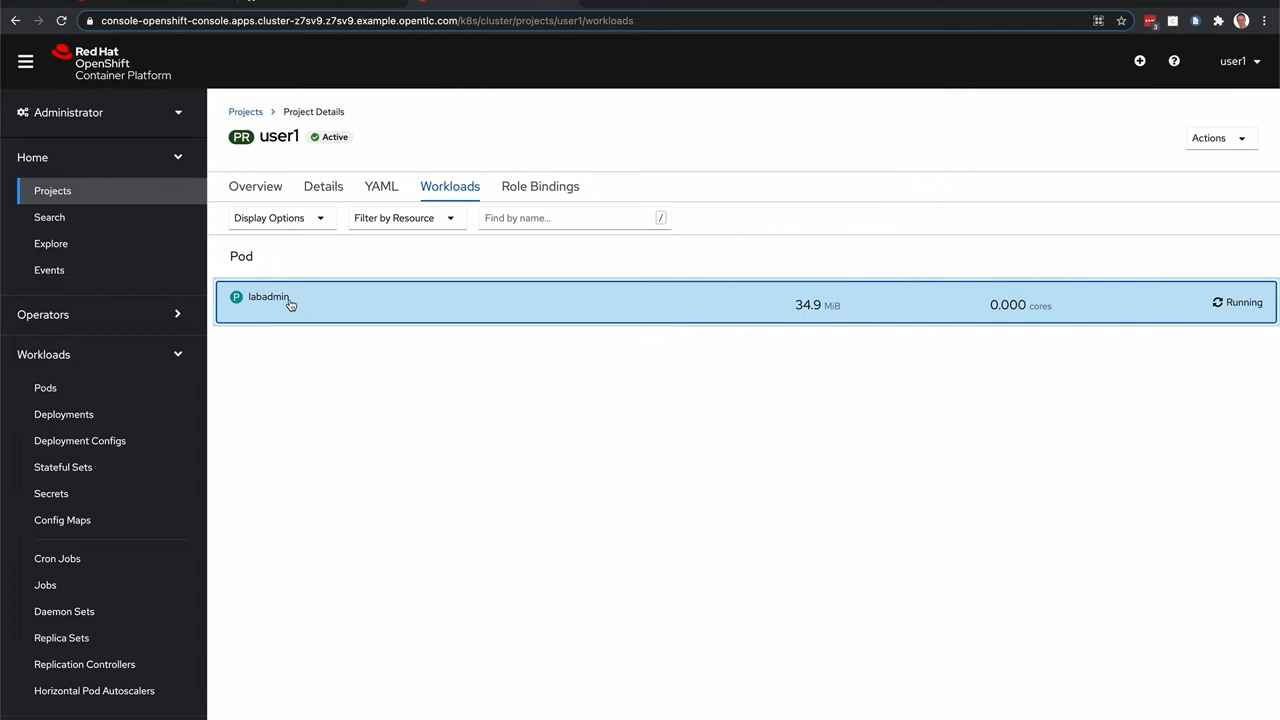 console-openshift-console.apps.cluster-z7sv9.z7sv9.example.opentlc.com/k8s/cluster/projects/user1/workloads
3
Red Hat
OpenShift
Container Platform
user1
Administrator
Home
Projects
Search
Explore
Events
Operators
Workloads
Pods
Deployments
Deployment Configs
Stateful Sets
Secrets
Config Maps
Cron Jobs
Jobs
Daemon Sets
Replica Sets
Replication Controllers
Horizontal Pod Autoscalers
Projects > Project Details
PR user1 Active
Actions
Overview Details YAML Workloads Role Bindings
Display Options Filter by Resource Find by name... /
Pod
P labadmin 34.9 MiB 0.000 cores Running